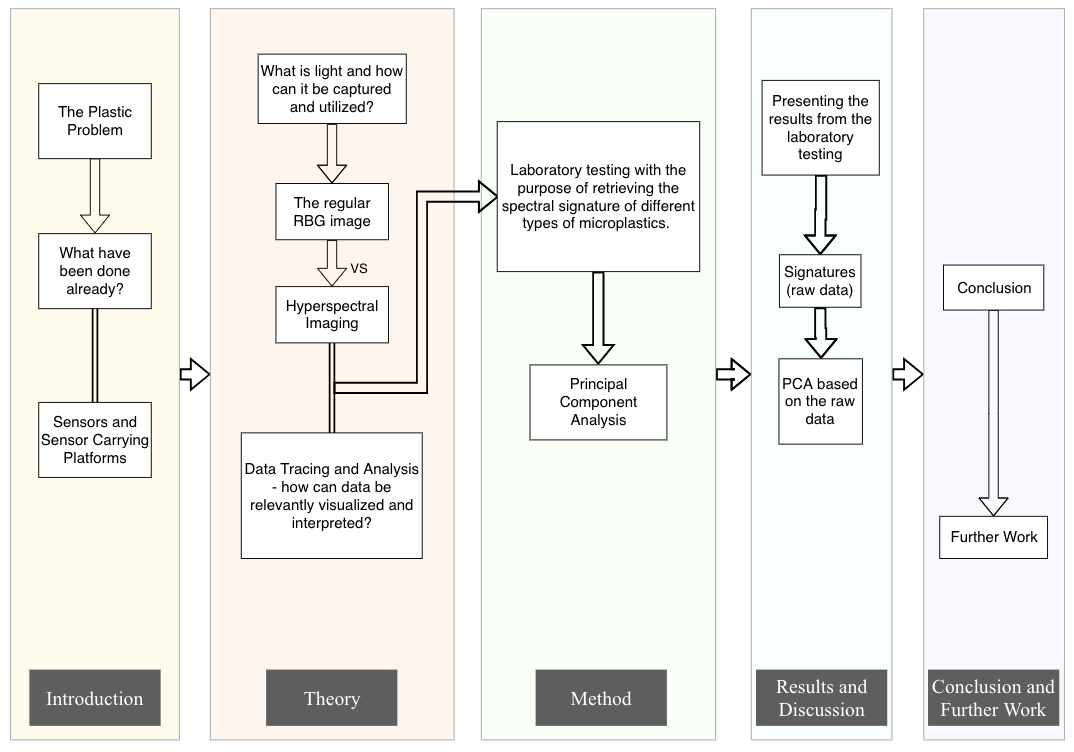 The Plastic
Problem
What have
been done
already?
Sensors and
Sensor Carrying
Platforms
Introduction
What is light and how
can it be captured
and utilized?
The regular
RBG image
VS
Hyperspectral
Imaging
Data Tracing and Analysis
- how can data be
relevantly visualized and
interpreted?
Theory
Laboratory testing with the
purpose of retrieving the
spectral signature of different
types of microplastics.
Principal
Component
Analysis
Method
Presenting the
results from the
laboratory
testing
Signatures
(raw data)
PCA based
on the raw
data
Results and
Discussion
Conclusion
Further Work
Conclusion and
Further Work